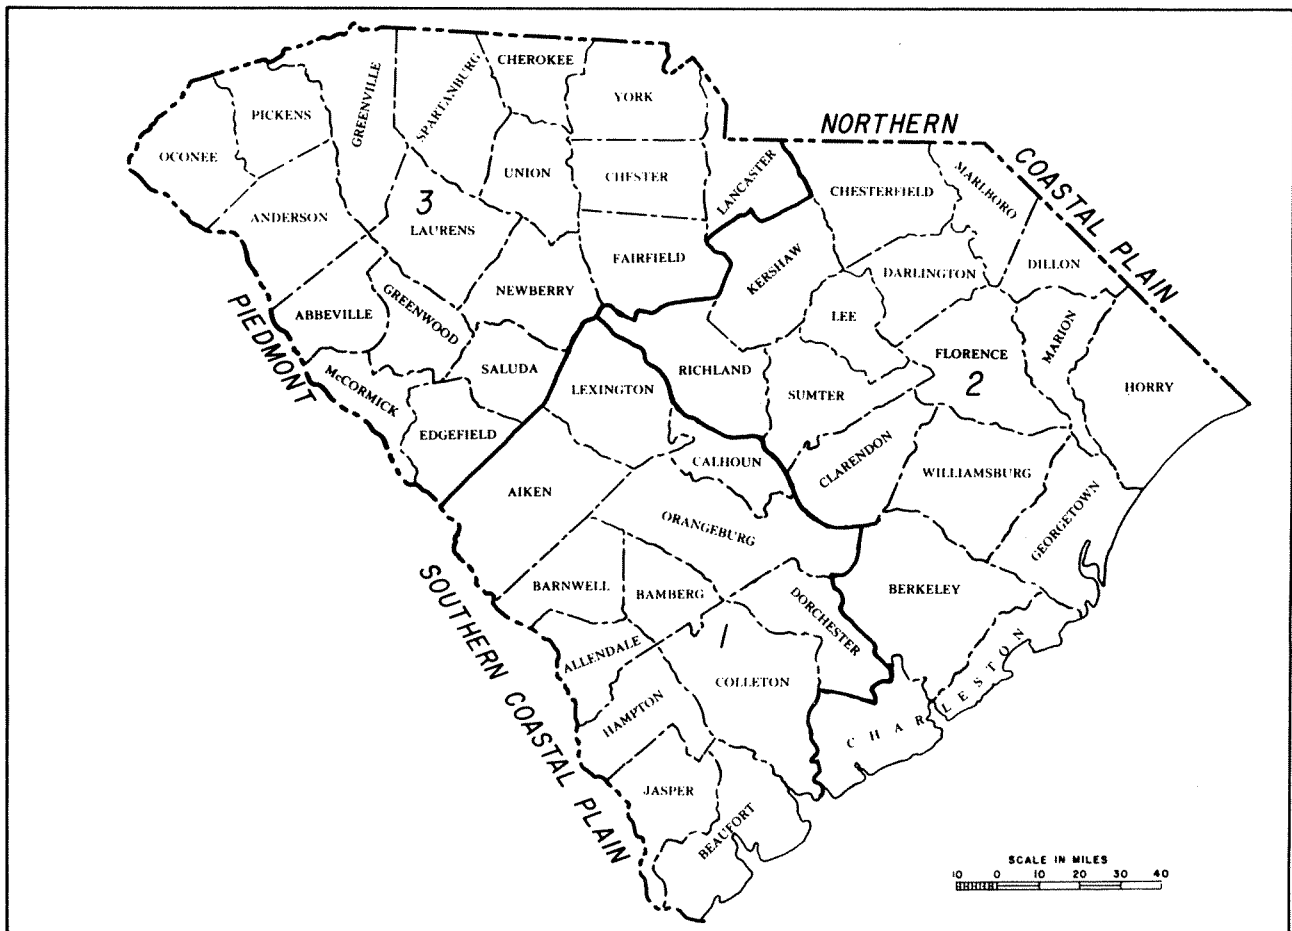 CHEROKEE
YORK
PICKENS
GREENVILLE
SPARTANBURG
NORTHERN
COASTAL PLAIN
OCONEE
UNION
CHESTER
LANCASTER
CHESTERFIELD
MARLBORO
ANDERSON
3
LAURENS
FAIRFIELD
KERSHAW
DARLINGTON
DILLON
PIEDMONT
ABBEVILLE
GREENWOOD
NEWBERRY
LEE
MARION
McCORMICK
SALUDA
LEXINGTON
RICHLAND
SUMTER
FLORENCE
2
HORRY
EDGEFIELD
CALHOUN
CLARENDON
WILLIAMSBURG
AIKEN
ORANGEBURG
GEORGETOWN
SOUTHERN COASTAL PLAIN
BARNWELL
BAMBERG
DORCHESTER
BERKELEY
ALLENDALE
1
HAMPTON
COLLETON
CHARLESTON
JASPER
BEAUFORT
SCALE IN MILES
10 0 10 20 30 40